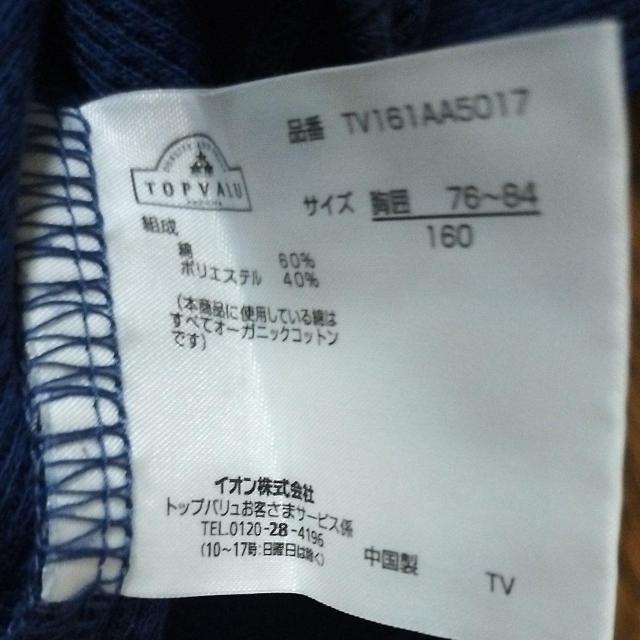 品番 TV161AA5017
TOPVALU
サイズ 胸囲 76~84
160
組成
綿 60%
ポリエステル 40%
(本商品に使用している綿は
すべてオーガニックコットン
です)
イオン株式会社
トップバリュお客さまサービス係
TEL.0120-28-4196
(10~17時:日曜日は除く)
中国製
TV